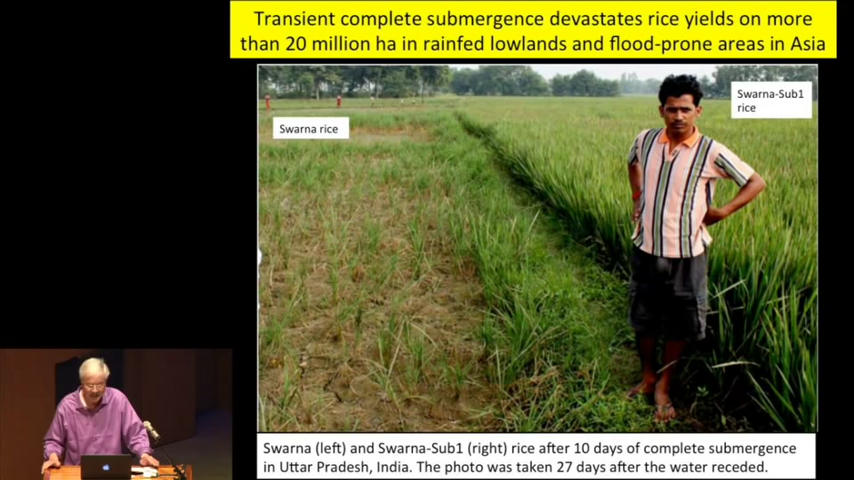 Transient complete submergence devastates rice yields on more
than 20 million ha in rainfed lowlands and flood-prone areas in Asia
Swarna rice
Swarna-Sub1
rice
Swarna (left) and Swarna-Sub1 (right) rice after 10 days of complete submergence
in Uttar Pradesh, India. The photo was taken 27 days after the water receded.